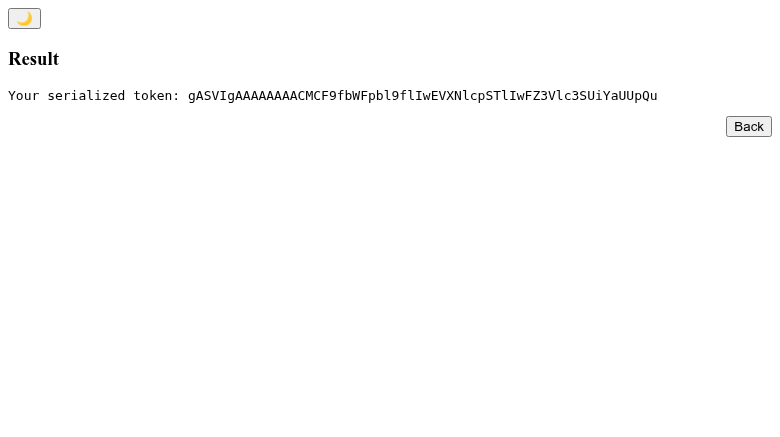 🌙
Result
Your serialized token: gASVIgAAAAAAAACMCF9fbWFpbl9flIwEVXNlcpSTlIwFZ3Vlc3SUiYaUUpQu
Back